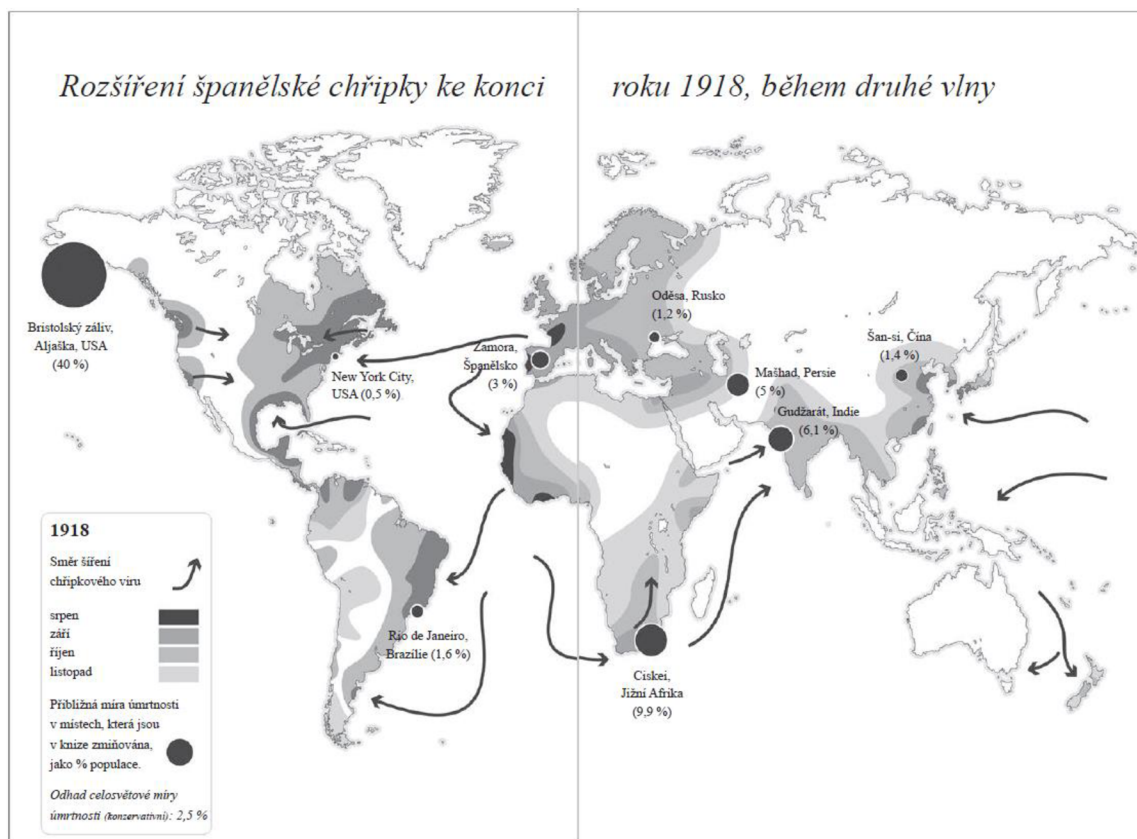 Rozšíření španělské chřipky ke konci roku 1918, během druhé vlny
Bristolský záliv,
Aljaška, USA
(40 %)
New York City,
USA (0,5 %)
Zamora,
Španělsko
(3 %)
Oděsa, Rusko
(1,2 %)
Mašhad, Persie
(5 %)
Gudžarát, Indie
(6,1 %)
Šan-si, Čína
(1,4 %)
Rio de Janeiro,
Brazílie (1,6 %)
Ciskei,
Jižní Afrika
(9,9 %)
1918
Směr šíření
chřipkového viru
srpen
září
říjen
listopad
Přibližná míra úmrtnosti
v místech, která jsou
v knize zmiňována,
jako % populace.
Odhad celosvětové míry
úmrtnosti (konzervativní): 2,5 %